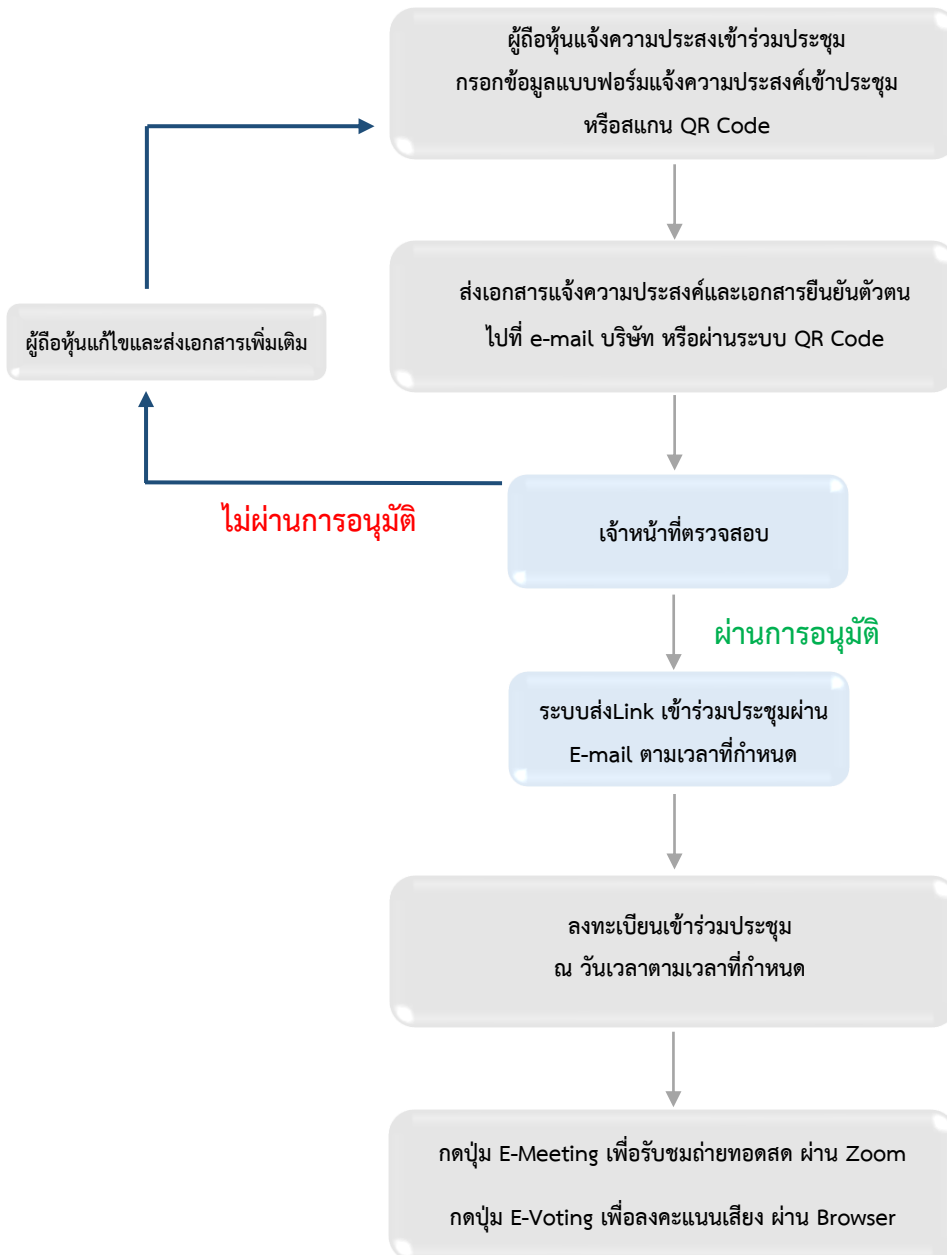 ผู้ถือหุ้นแจ้งความประสงเข้าร่วมประชุม
กรอกข้อมูลแบบฟอร์มแจ้งความประสงค์เข้าประชุม
หรือสแกน QR Code
ส่งเอกสารแจ้งความประสงค์และเอกสารยืนยันตัวตน
ไปที่ e-mail บริษัท หรือผ่านระบบ QR Code
ผู้ถือหุ้นแก้ไขและส่งเอกสารเพิ่มเติม
ไม่ผ่านการอนุมัติ
เจ้าหน้าที่ตรวจสอบ
ผ่านการอนุมัติ
ระบบส่งLink เข้าร่วมประชุมผ่าน
E-mail ตามเวลาที่กำหนด
ลงทะเบียนเข้าร่วมประชุม
ณ วันเวลาตามเวลาที่กำหนด
กดปุ่ม E-Meeting เพื่อรับชมถ่ายทอดสด ผ่าน Zoom
กดปุ่ม E-Voting เพื่อลงคะแนนเสียง ผ่าน Browser